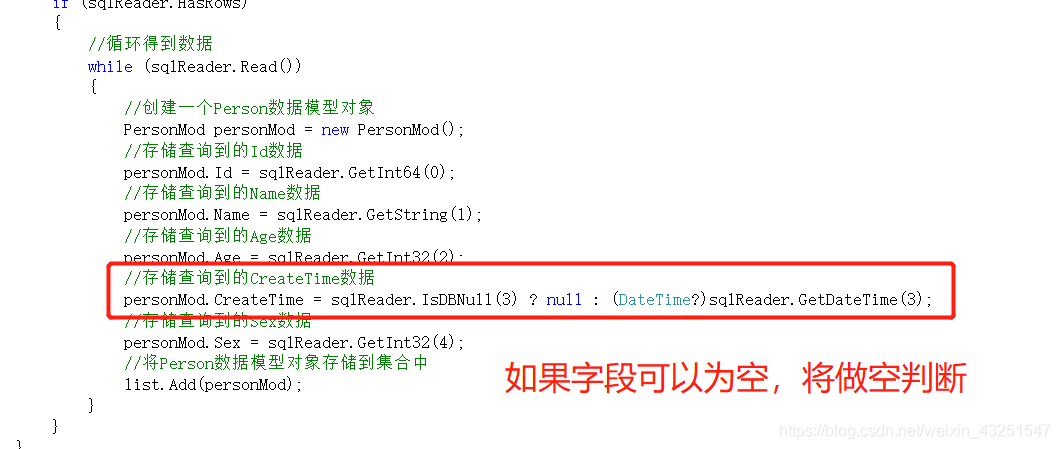 if (sqlReader.HasRows)
{
//循环得到数据
while (sqlReader.Read())
{
//创建一个Person数据模型对象
PersonMod personMod = new PersonMod();
//存储查询到的Id数据
personMod.Id = sqlReader.GetInt64(0);
//存储查询到的Name数据
personMod.Name = sqlReader.GetString(1);
//存储查询到的Age数据
personMod.Age = sqlReader.GetInt32(2);
//存储查询到的CreateTime数据
personMod.CreateTime = sqlReader.IsDBNull(3) ? null : (DateTime?)sqlReader.GetDateTime(3);
//存储查询到的Sex数据
personMod.Sex = sqlReader.GetInt32(4);
//将Person数据模型对象存储到集合中
list.Add(personMod);
如果字段可以为空，将做空判断
}
}
}
https://blog.csdn.net/weixin_43251547